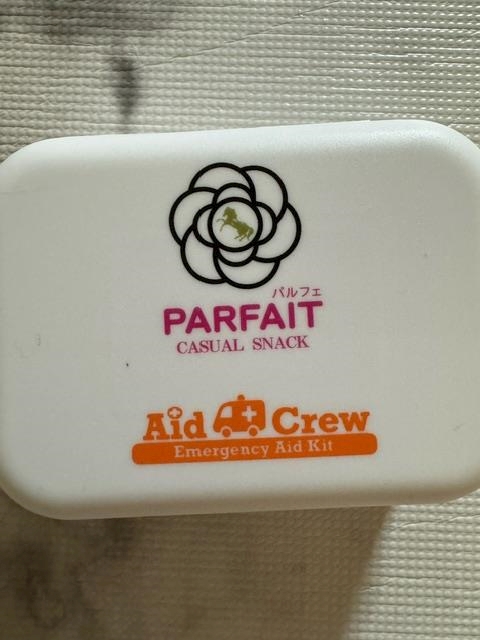 パルフェ
PARFAIT
CASUAL SNACK
Aid Crew
Emergency Aid Kit